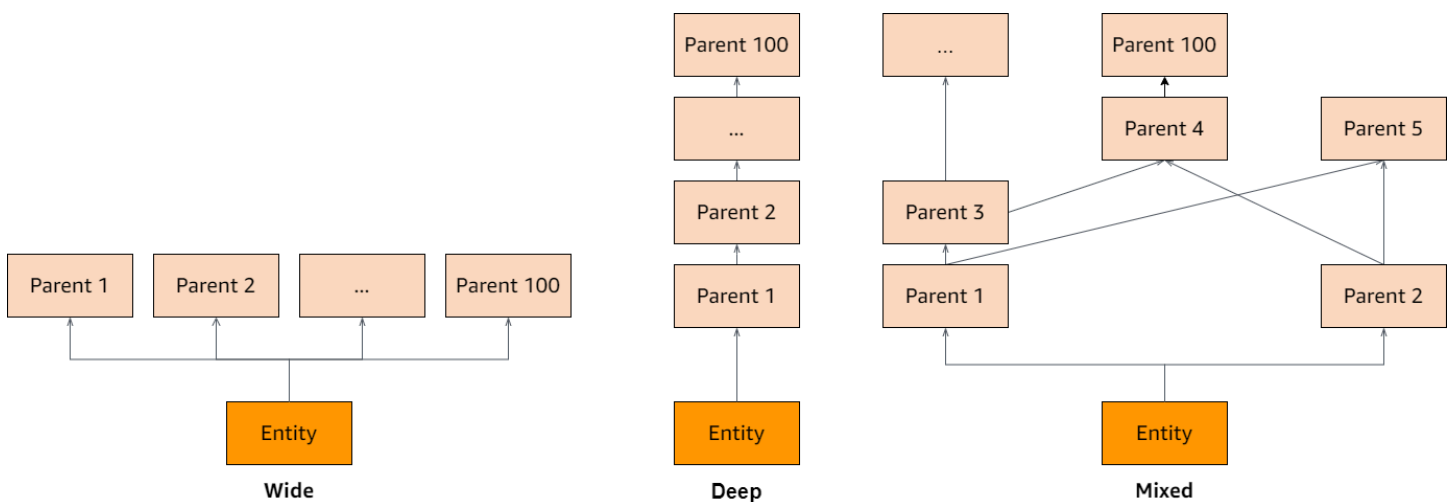 Parent 1
Parent 2
...
Parent 100
Entity
Wide
Parent 100
...
Parent 2
Parent 1
Entity
Deep
...
Parent 100
Parent 4
Parent 5
Parent 3
Parent 1
Parent 2
Entity
Mixed